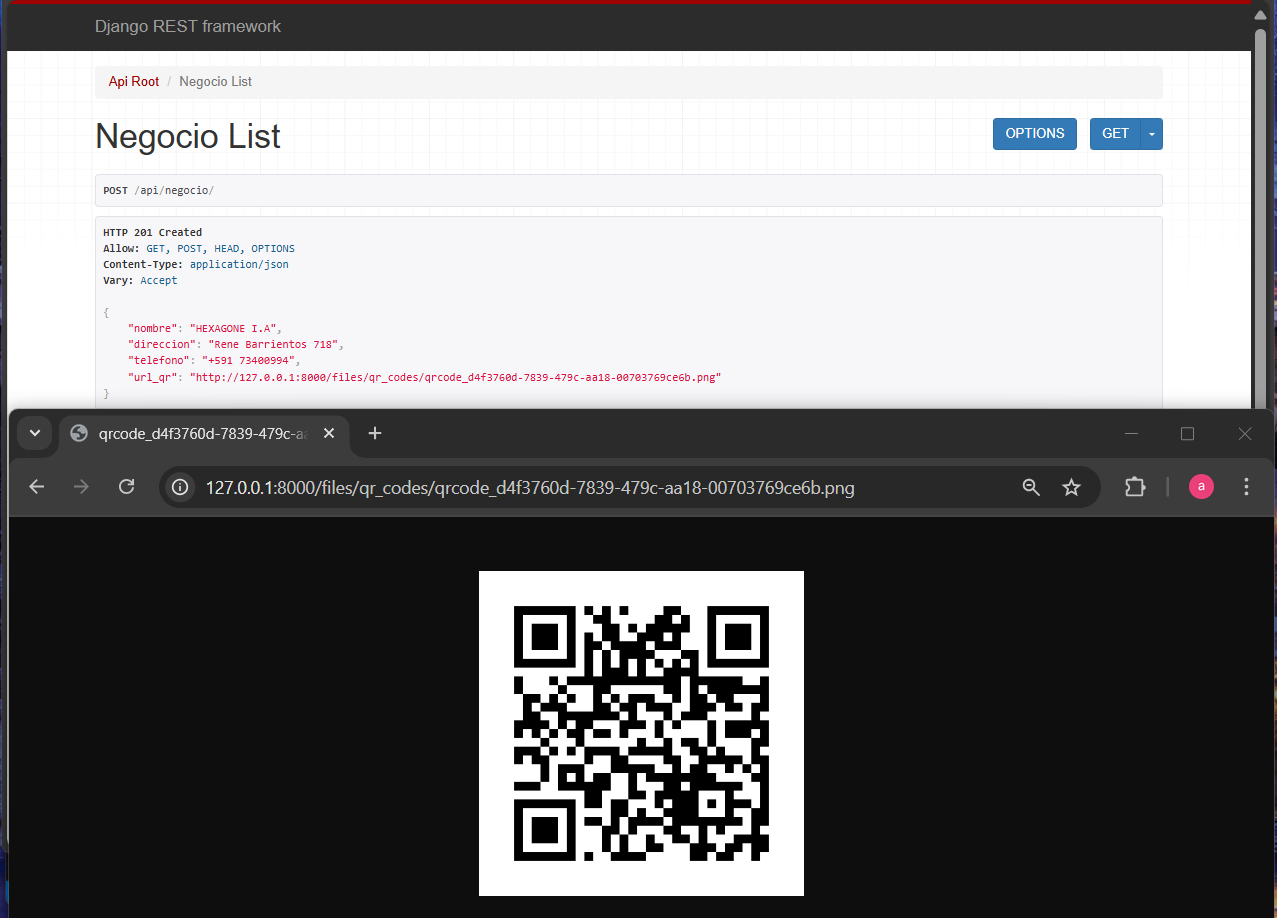 Django REST framework
Api Root / Negocio List
Negocio List
OPTIONS GET
POST /api/negocio/
HTTP 201 Created
Allow: GET, POST, HEAD, OPTIONS
Content-Type: application/json
Vary: Accept
{
"nombre": "HEXAGONE I.A",
"direccion": "Rene Barrientos 718",
"telefono": "+591 73400994",
"url_qr": "http://127.0.0.1:8000/files/qr_codes/qrcode_d4f3760d-7839-479c-aa18-00703769ce6b.png"
}
qrcode_d4f3760d-7839-479c-aa
127.0.0.1:8000/files/qr_codes/qrcode_d4f3760d-7839-479c-aa18-00703769ce6b.png a